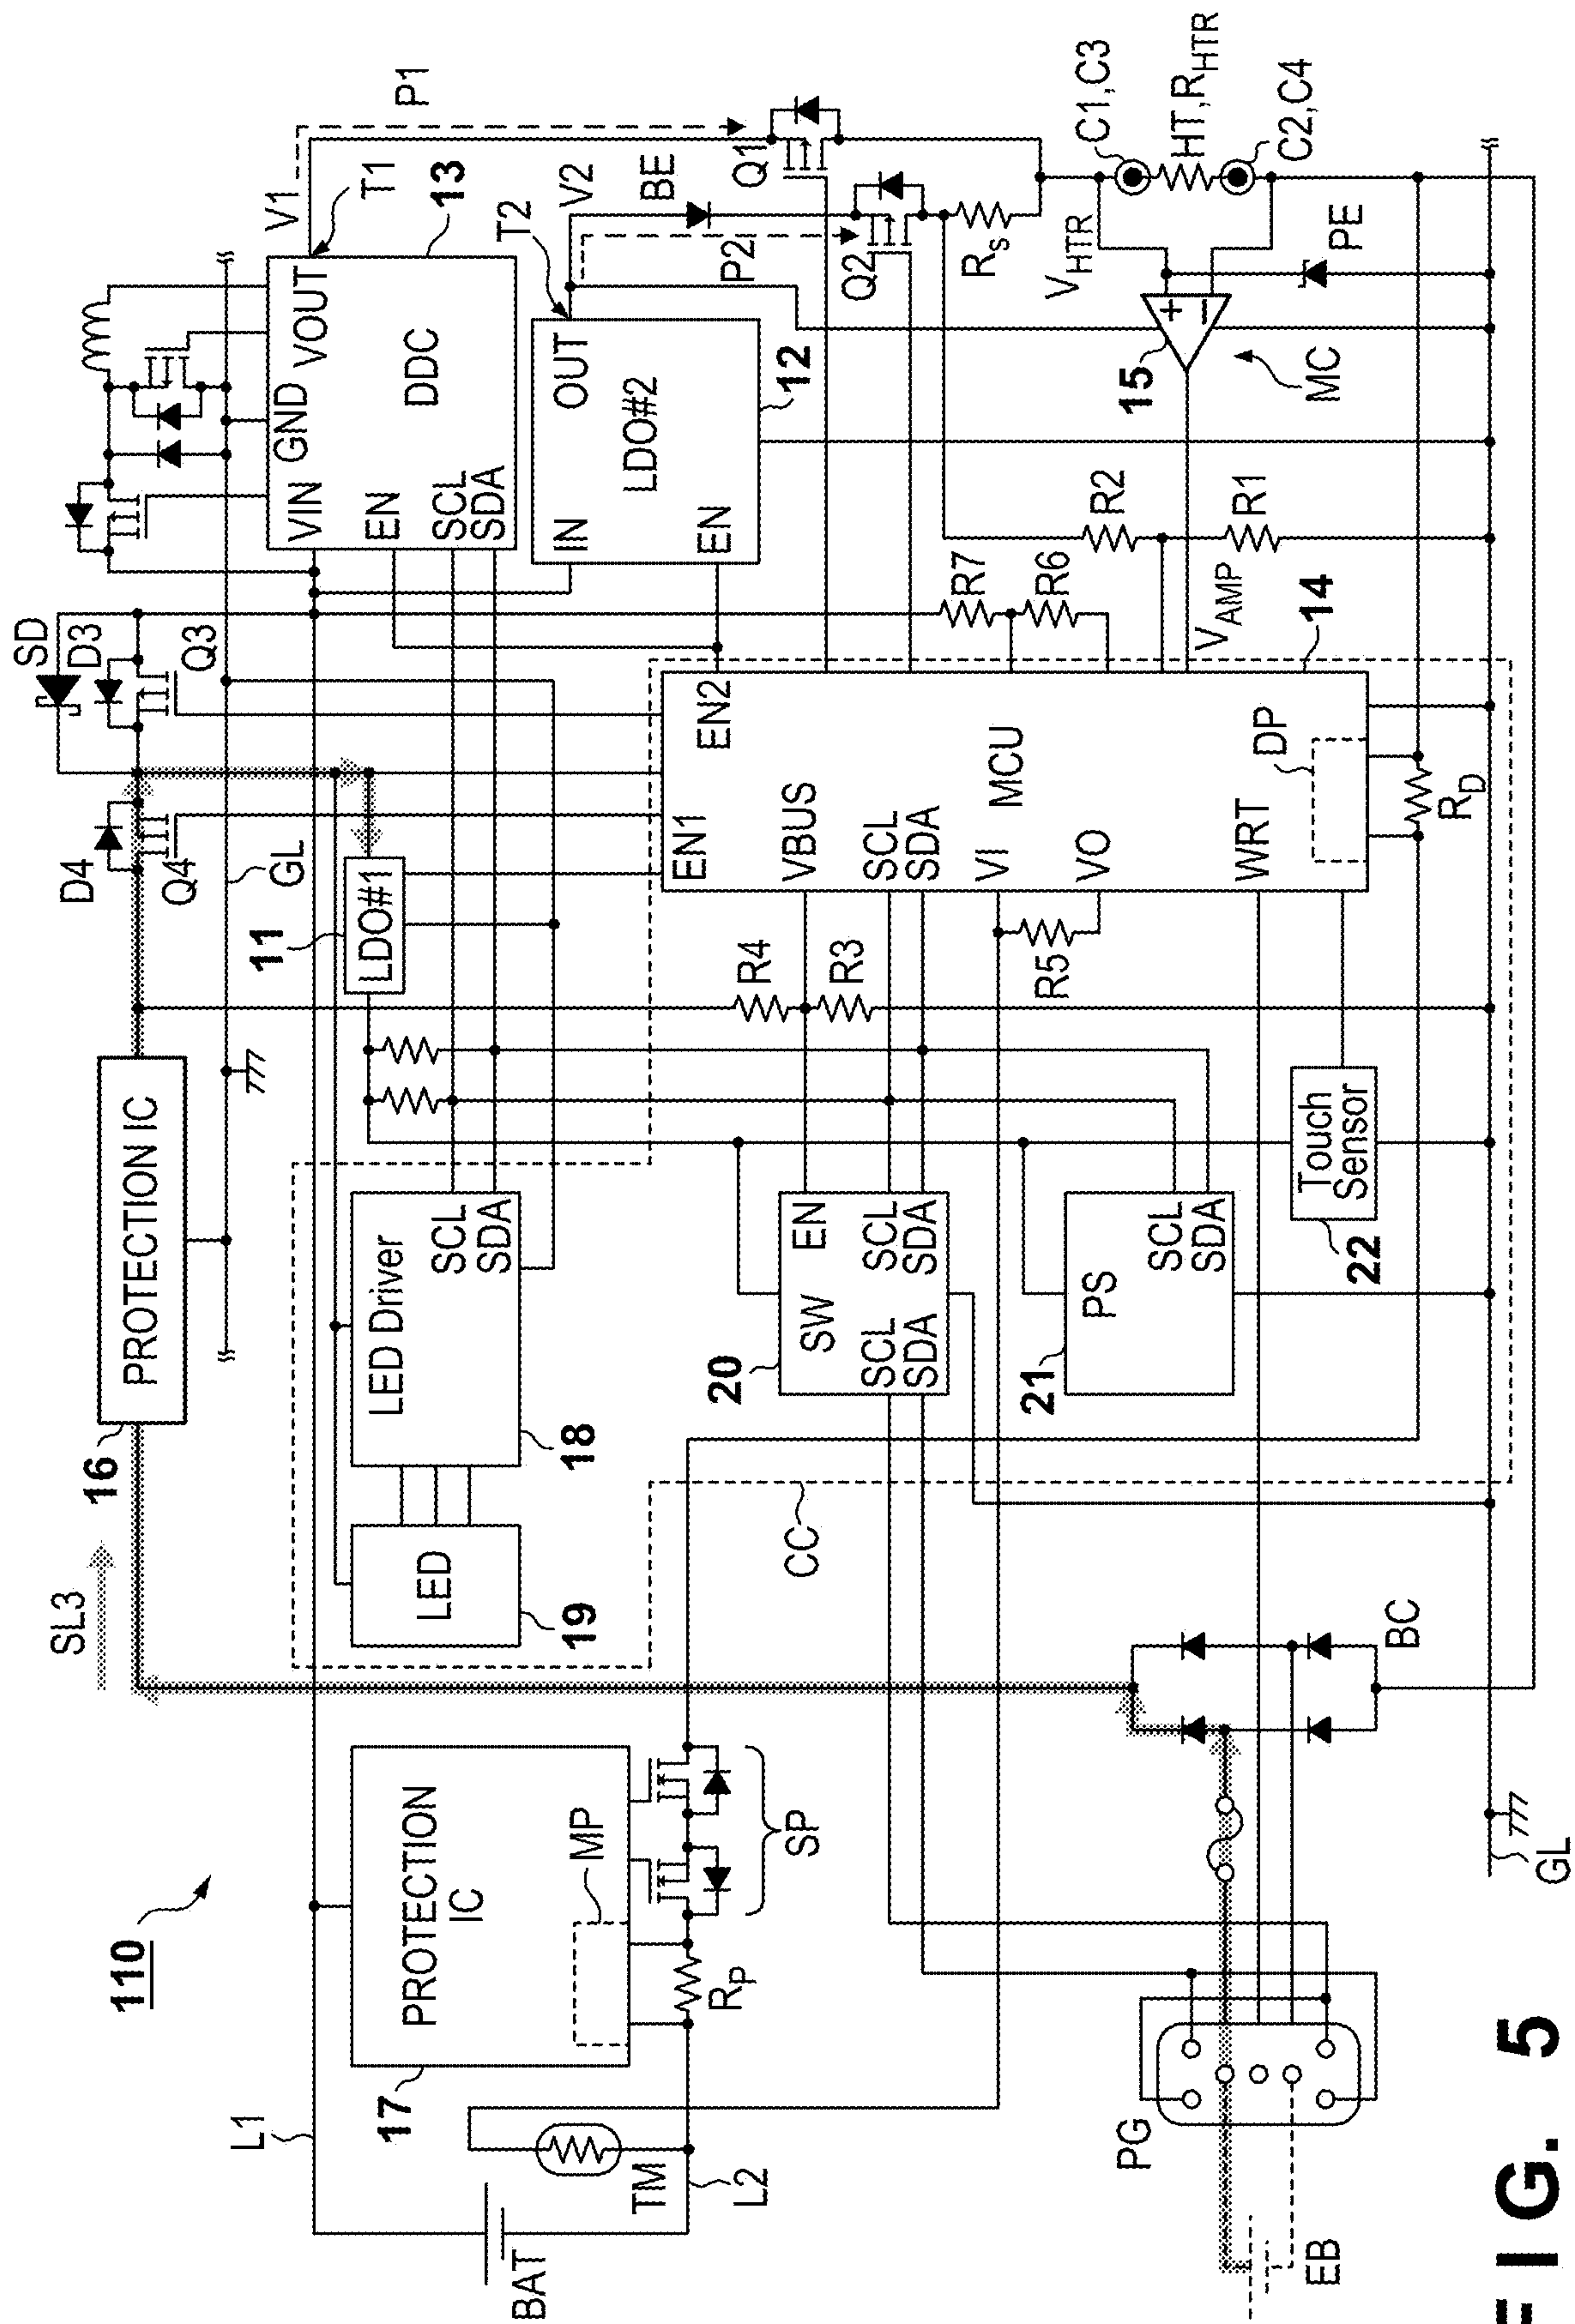 110
SL3
16
PROTECTION IC
D4
Q4
GL
SD
D3
Q3
VIN
GND
VOUT
V1
P1
T1
13
EN
DDC
SCL
SDA
L1
17
PROTECTION
IC
MP
SP
RP
BAT
TM
L2
19
LED
18
LED Driver
SCL
SDA
11
LDO#1
IN
OUT
LDO#2
EN
12
T2
V2
BE
P2
Q1
Q2
Rs
VHTR
C1,C3
HT,RHTR
C2,C4
PE
15
+
−
MC
R2
R1
R7
R6
VAMP
14
EN1
EN2
VBUS
SCL
SDA
MCU
VI
VO
WRT
DP
RD
R4
R3
R5
20
SW
EN
SCL
SDA
SCL
SDA
21
PS
SCL
SDA
22
Touch
Sensor
CC
BC
PG
EB
GL
FIG. 5